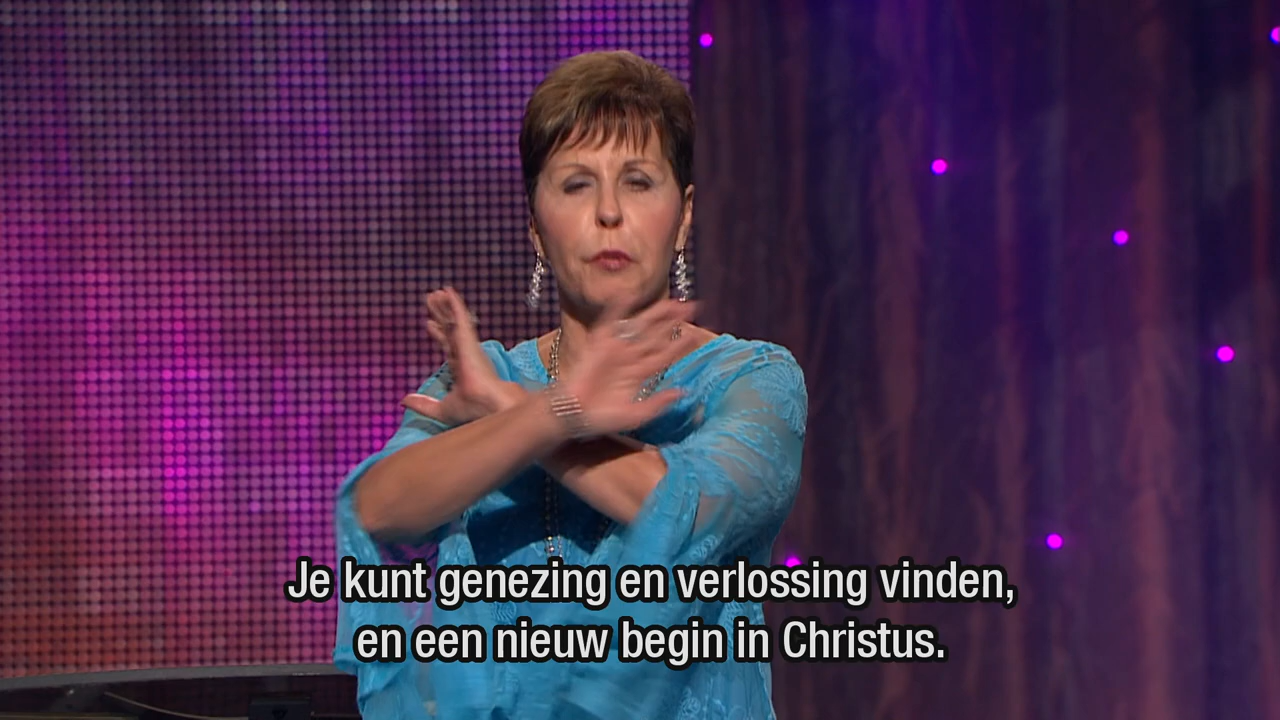 Je kunt genezing en verlossing vinden,
en een nieuw begin in Christus.